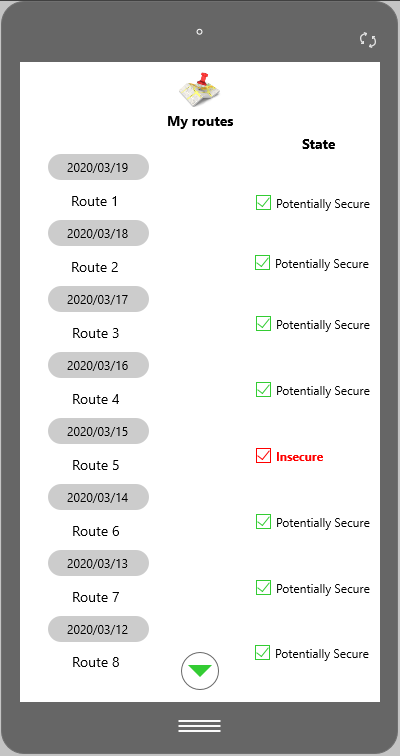 My routes
State
2020/03/19
Route 1
Potentially Secure
2020/03/18
Route 2
Potentially Secure
2020/03/17
Route 3
Potentially Secure
2020/03/16
Route 4
Potentially Secure
2020/03/15
Route 5
Insecure
2020/03/14
Route 6
Potentially Secure
2020/03/13
Route 7
Potentially Secure
2020/03/12
Route 8
Potentially Secure